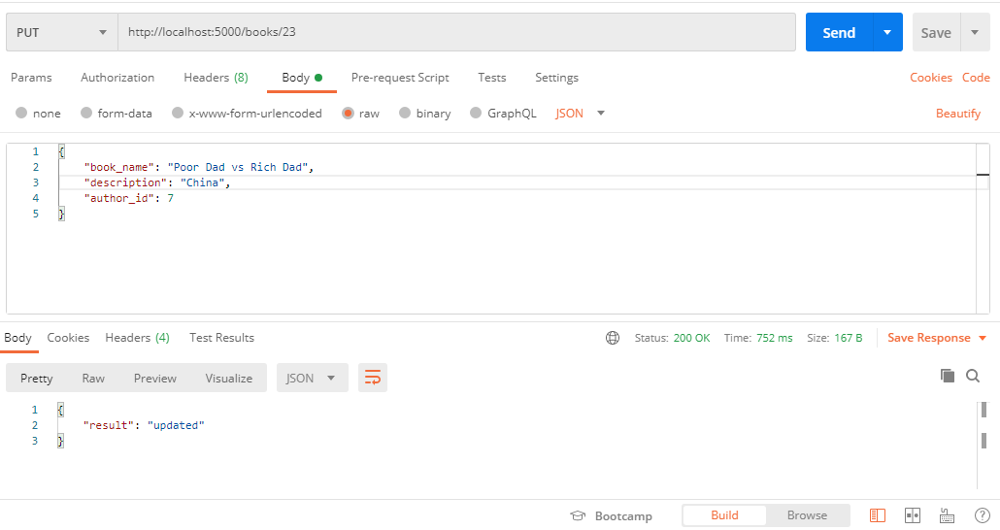 PUT http://localhost:5000/books/23 Send Save
Params Authorization Headers (8) Body Pre-request Script Tests Settings Cookies Code
none form-data x-www-form-urlencoded raw binary GraphQL JSON Beautify
1 {
2 "book_name": "Poor Dad vs Rich Dad",
3 "description": "China",
4 "author_id": 7
5 }
Body Cookies Headers (4) Test Results Status: 200 OK Time: 752 ms Size: 167 B Save Response
Pretty Raw Preview Visualize JSON
1 {
2 "result": "updated"
3 }
Bootcamp Build Browse ?